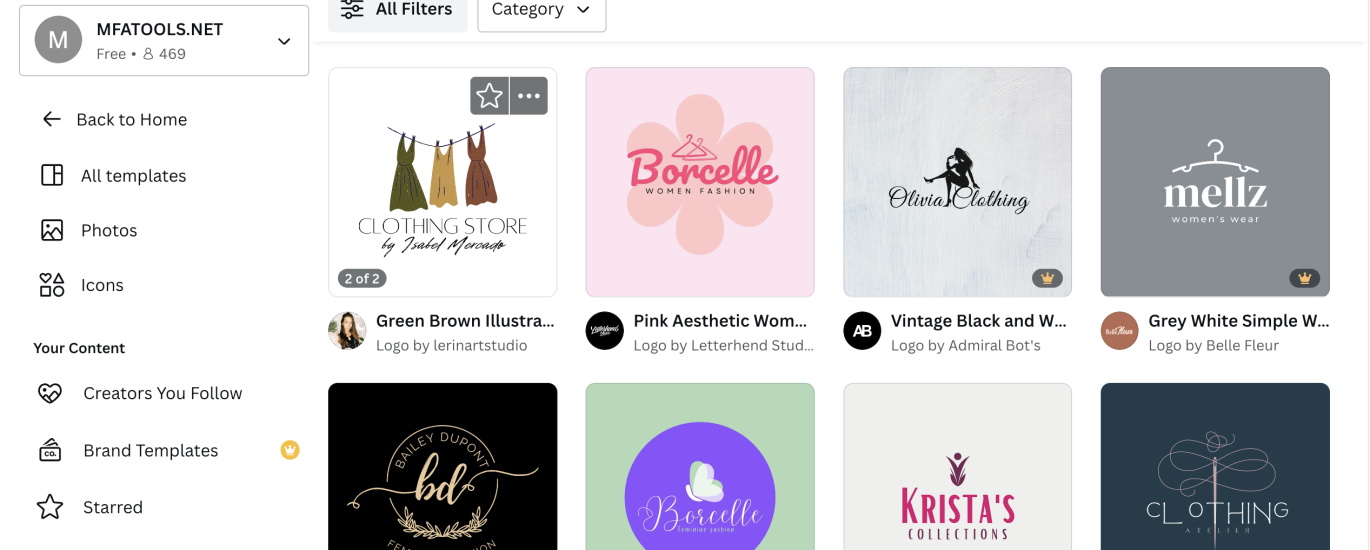 M
MFATOOLS.NET
Free • 469
All Filters
Category
Back to Home
All templates
Photos
Icons
Your Content
Creators You Follow
CO.
Brand Templates
Starred
CLOTHING STORE
by Isabel Mercado
2 of 2
Green Brown Illustra...
Logo by lerinartstudio
Borcelle
WOMEN FASHION
Letterhend
Pink Aesthetic Wom...
Logo by Letterhend Stud...
Olivia Clothing
AB
Vintage Black and W...
Logo by Admiral Bot's
mellz
women's wear
Belle Fleur
Grey White Simple W...
Logo by Belle Fleur
BAILEY DUPONT
bd
Borcelle
feminine fashion
KRISTA'S
COLLECTIONS
CLOTHING
ATELIER